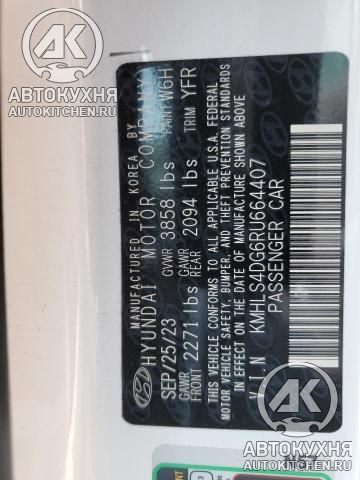 MANUFACTURED IN KOREA BY
HYUNDAI MOTOR COMPANY
SEP/25/23 GVWR 3858 lbs PAINT W6H
GAWR FRONT 2271 lbs GAWR REAR 2094 lbs TRIM YFR
THIS VEHICLE CONFORMS TO ALL APPLICABLE U.S.A. FEDERAL
MOTOR VEHICLE SAFETY, BUMPER, AND THEFT PREVENTION STANDARDS
IN EFFECT ON THE DATE OF MANUFACTURE SHOWN ABOVE
V.I.N KMHLS4DG6RU664407
PASSENGER CAR
АК
АВТОКУХНЯ
AUTOKITCHEN.RU
АК
АВТОКУХНЯ
AUTOKITCHEN.RU